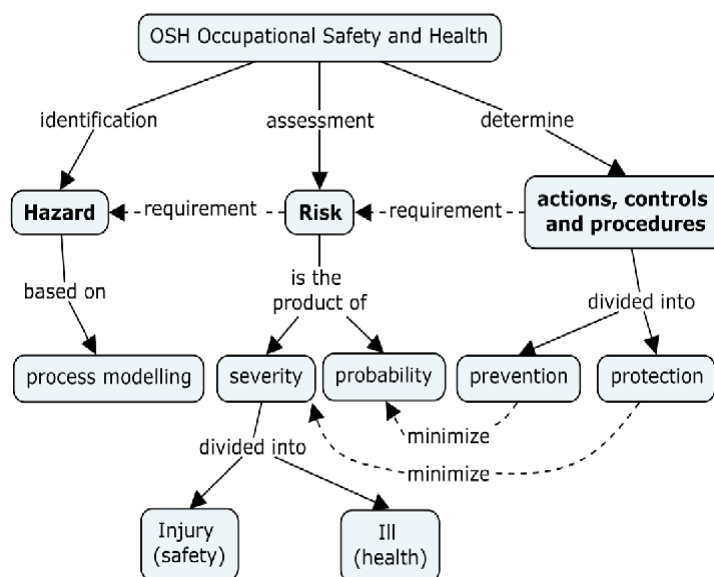 OSH Occupational Safety and Health
identification
assessment
determine
Hazard
requirement
Risk
requirement
actions, controls
and procedures
based on
is the
product of
divided into
process modelling
severity
probability
prevention
protection
minimize
divided into
minimize
Injury
(safety)
Ill
(health)